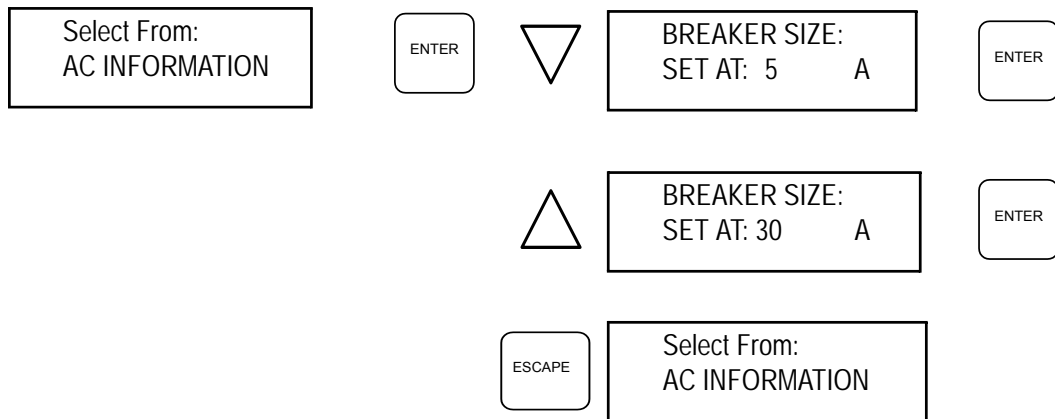 Select From:
AC INFORMATION
ENTER
BREAKER SIZE:
SET AT: 5 A
ENTER
BREAKER SIZE:
SET AT: 30 A
ENTER
ESCAPE
Select From:
AC INFORMATION